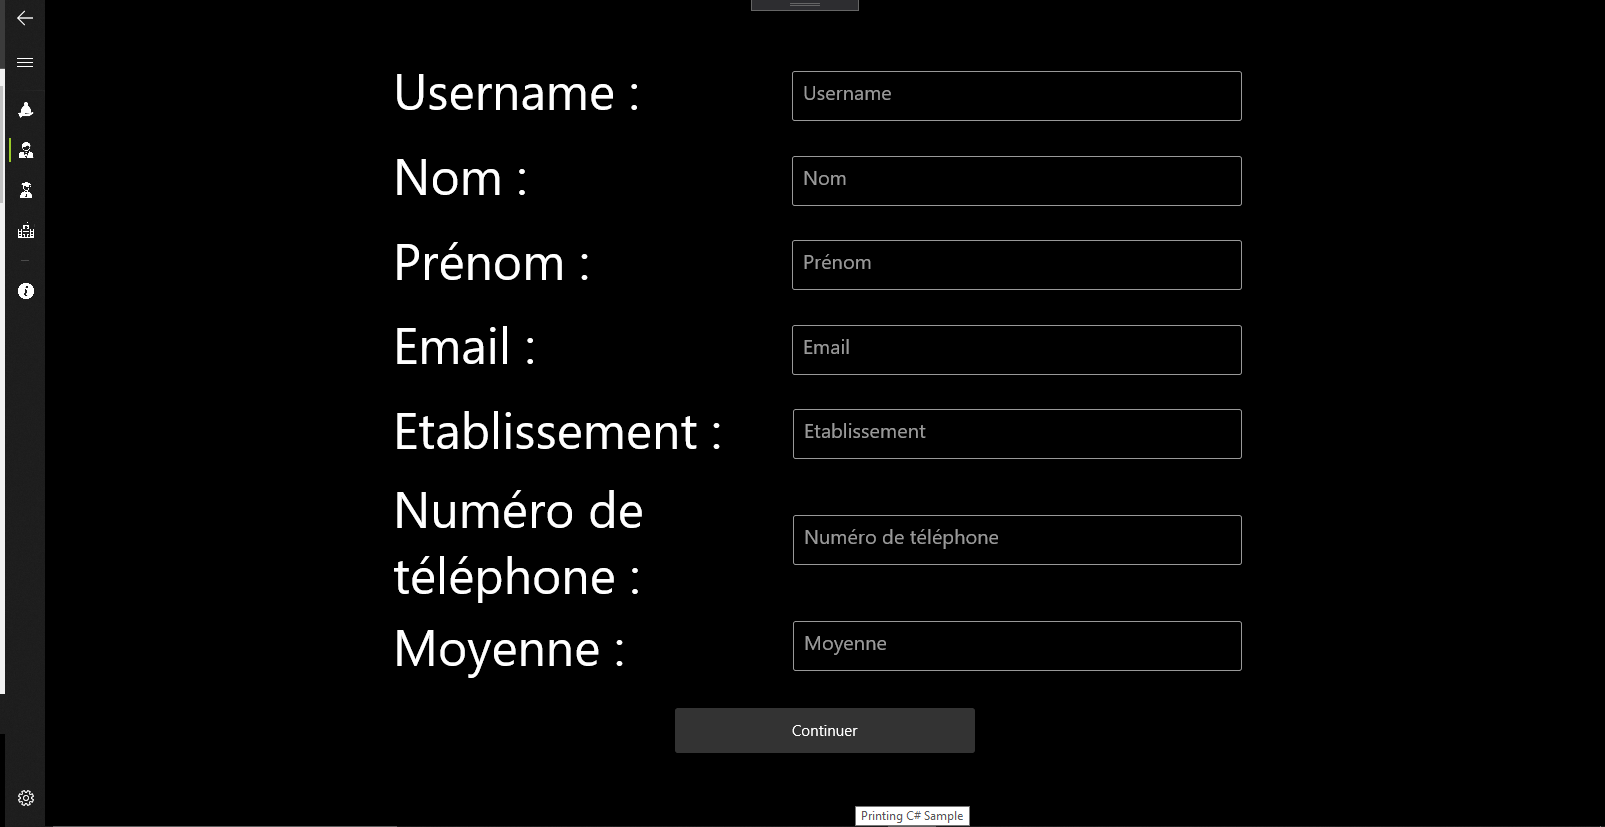 Username :
Username
Nom :
Nom
Prénom :
Prénom
Email :
Email
Etablissement :
Etablissement
Numéro de
téléphone :
Numéro de téléphone
Moyenne :
Moyenne
Continuer
Printing C# Sample